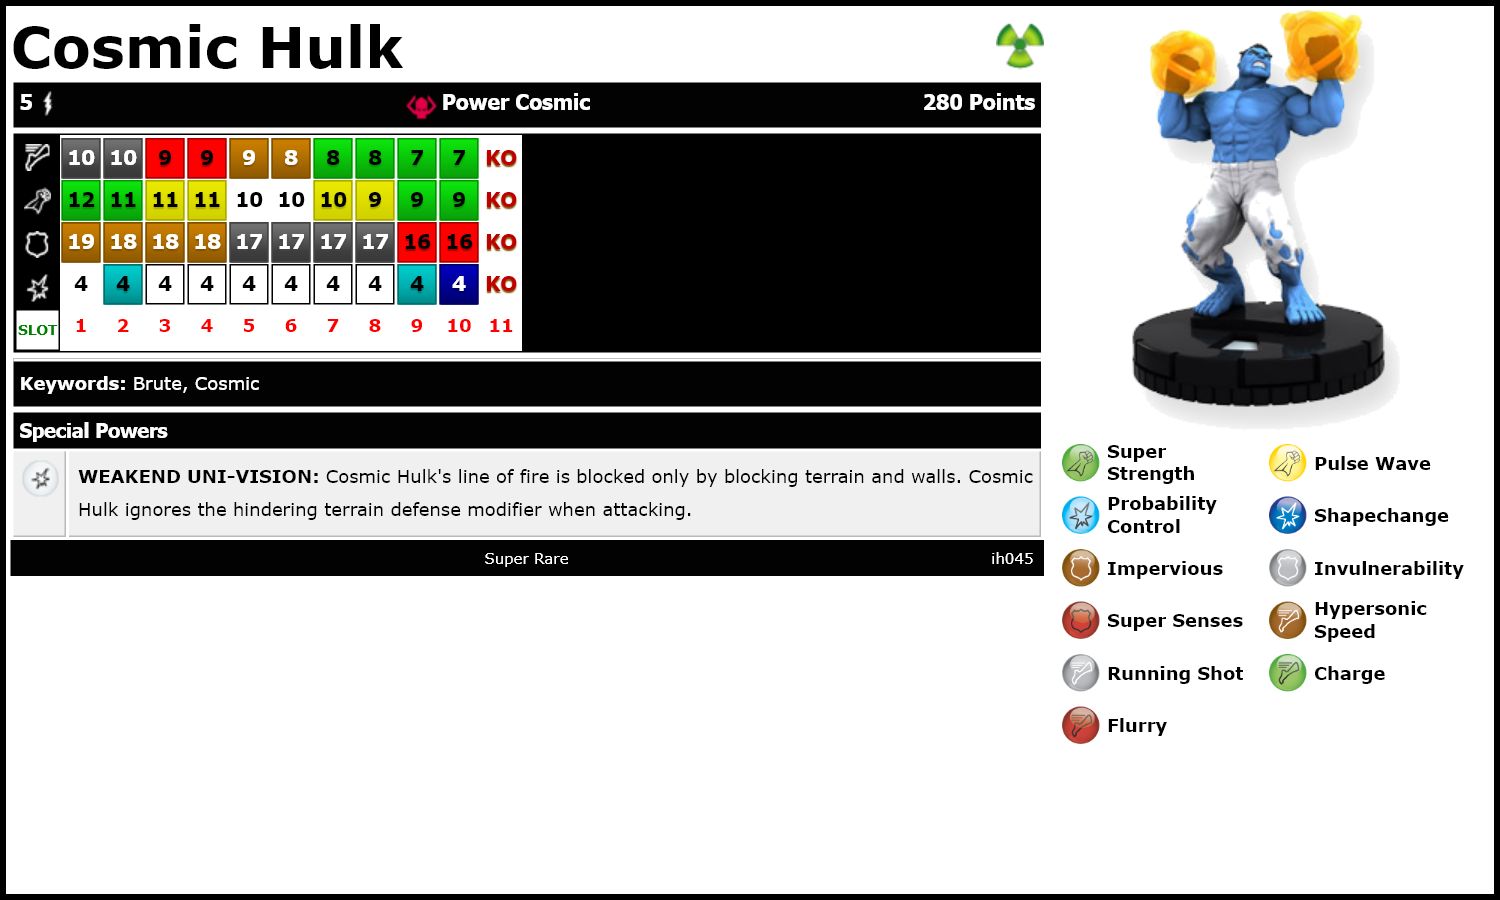 Cosmic Hulk
5 Power Cosmic 280 Points
10 10 9 9 9 8 8 8 7 7 KO
12 11 11 11 10 10 10 9 9 9 KO
19 18 18 18 17 17 17 17 16 16 KO
4 4 4 4 4 4 4 4 4 4 KO
SLOT 1 2 3 4 5 6 7 8 9 10 11
Keywords: Brute, Cosmic
Special Powers
WEAKEND UNI-VISION: Cosmic Hulk's line of fire is blocked only by blocking terrain and walls. Cosmic
Hulk ignores the hindering terrain defense modifier when attacking.
Super Rare ih045
Super
Strength
Pulse Wave
Probability
Control
Shapechange
Impervious
Invulnerability
Super Senses
Hypersonic
Speed
Running Shot
Charge
Flurry